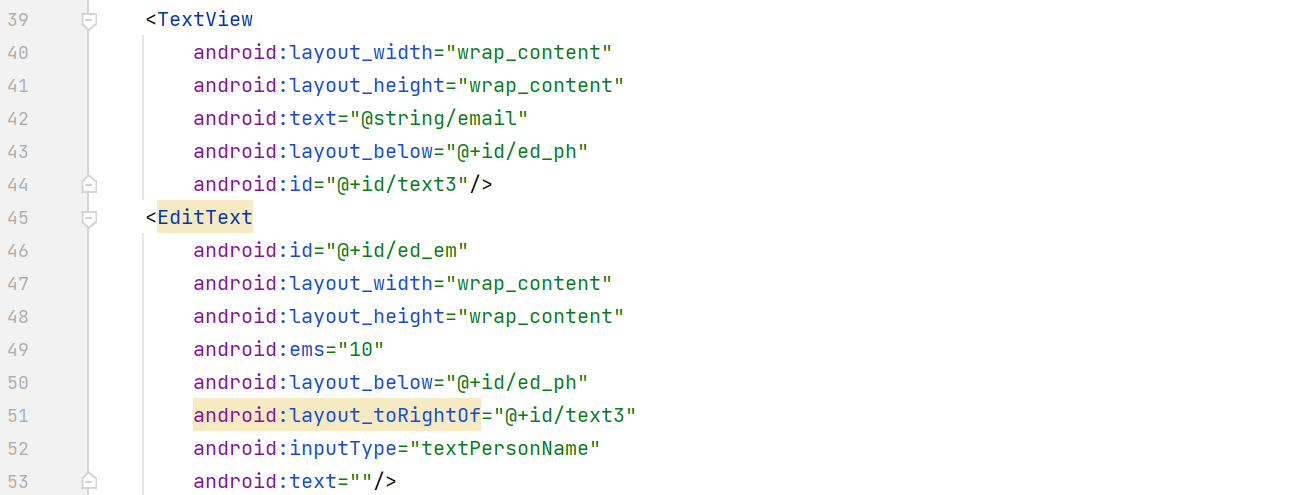 39 <TextView
40 android:layout_width="wrap_content"
41 android:layout_height="wrap_content"
42 android:text="@string/email"
43 android:layout_below="@+id/ed_ph"
44 android:id="@+id/text3"/>
45 <EditText
46 android:id="@+id/ed_em"
47 android:layout_width="wrap_content"
48 android:layout_height="wrap_content"
49 android:ems="10"
50 android:layout_below="@+id/ed_ph"
51 android:layout_toRightOf="@+id/text3"
52 android:inputType="textPersonName"
53 android:text=""/>